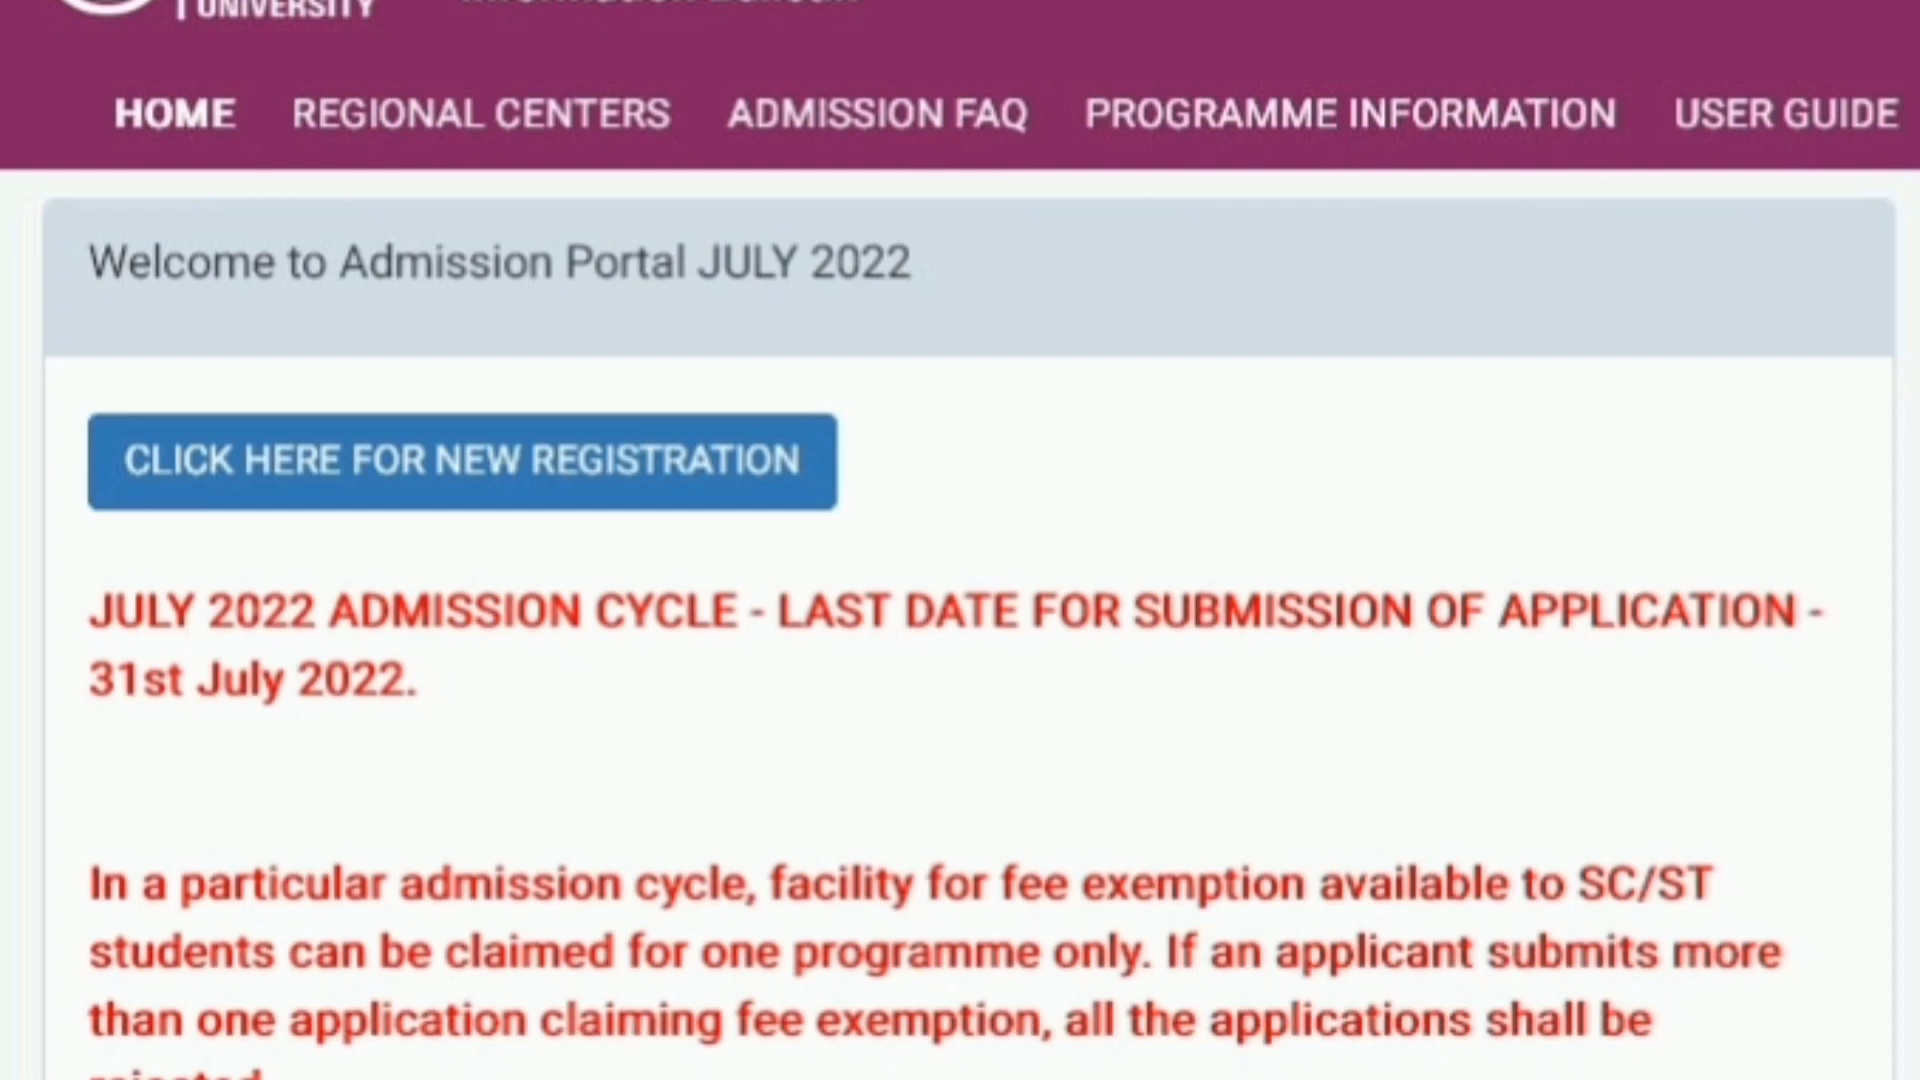 UNIVERSITY
HOME REGIONAL CENTERS ADMISSION FAQ PROGRAMME INFORMATION USER GUIDE
Welcome to Admission Portal JULY 2022
CLICK HERE FOR NEW REGISTRATION
JULY 2022 ADMISSION CYCLE - LAST DATE FOR SUBMISSION OF APPLICATION -
31st July 2022.
In a particular admission cycle, facility for fee exemption available to SC/ST
students can be claimed for one programme only. If an applicant submits more
than one application claiming fee exemption, all the applications shall be